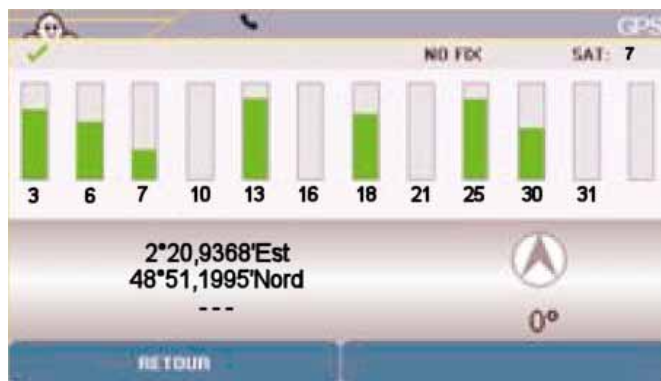 GPS
NO FIX SAT: 7
3 6 7 10 13 16 18 21 25 30 31
2°20,9368'Est
48°51,1995'Nord
---
0°
RETOUR